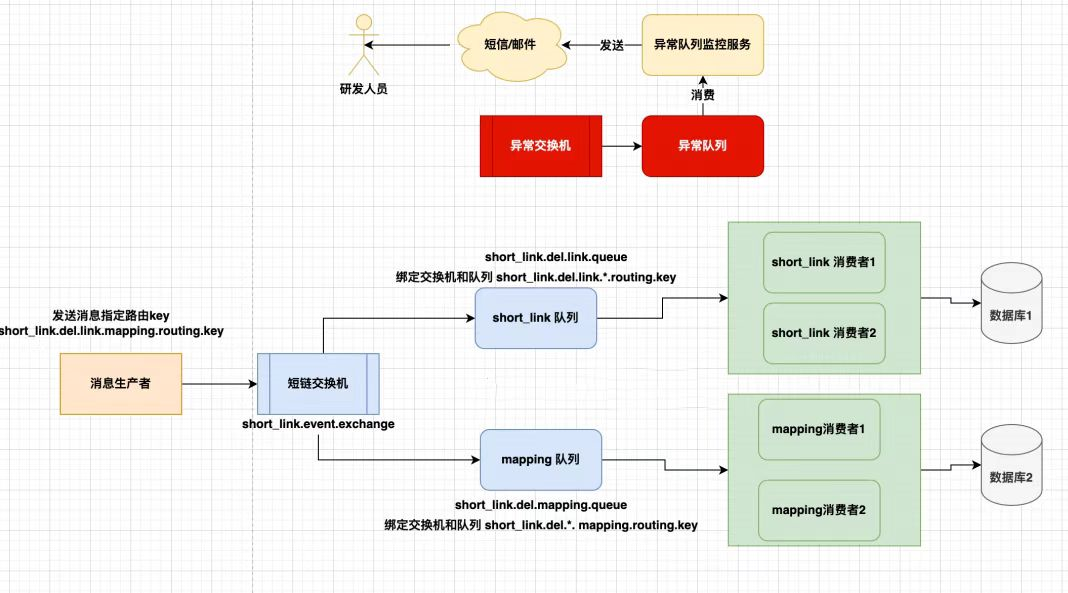 短信/邮件
发送
异常队列监控服务
研发人员
消费
异常交换机
异常队列
short_link.del.link.queue
绑定交换机和队列 short_link.del.link.*.routing.key
short_link 队列
short_link 消费者1
short_link 消费者2
数据库1
发送消息指定路由key
short_link.del.link.mapping.routing.key
消息生产者
短链交换机
short_link.event.exchange
mapping 队列
short_link.del.mapping.queue
绑定交换机和队列 short_link.del.*. mapping.routing.key
mapping消费者1
mapping消费者2
数据库2